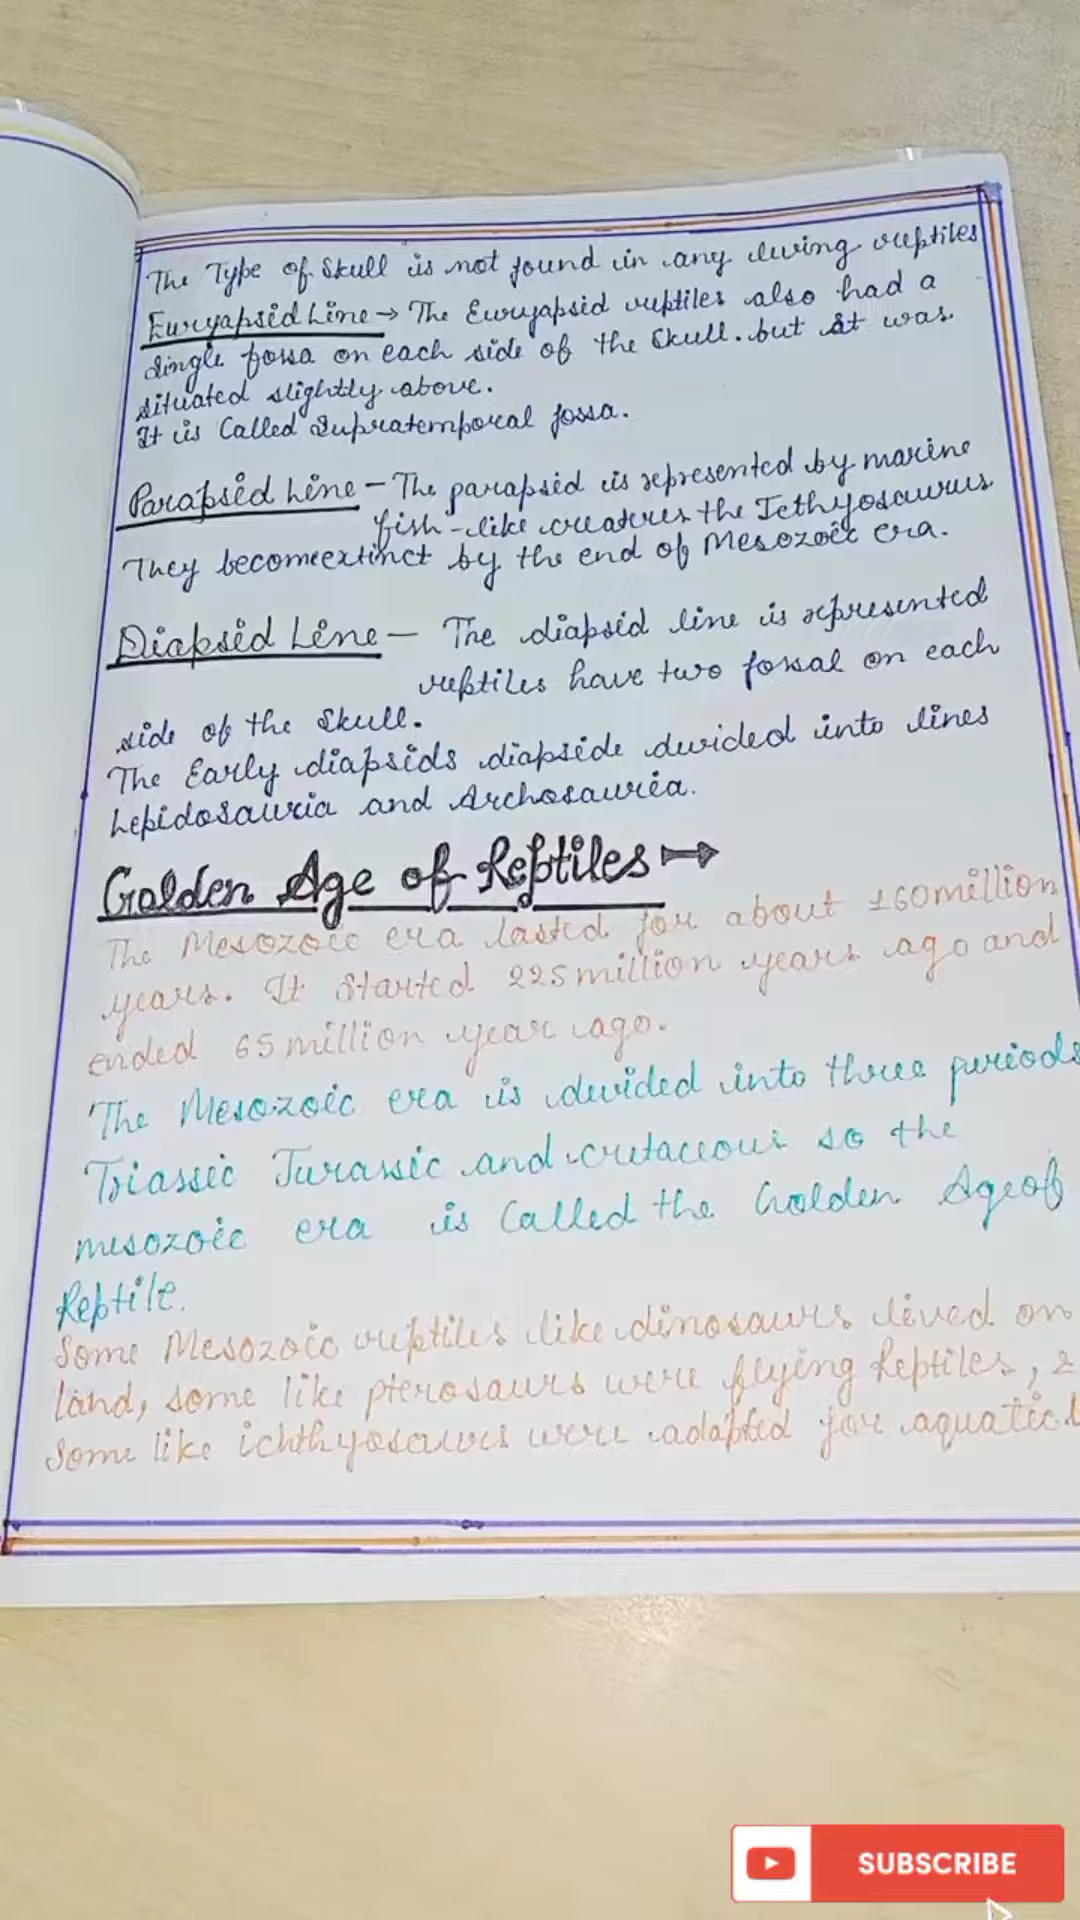 The Type of Skull is not found in any living reptiles
Euryapsid Line → The Euryapsid reptiles also had a
single fossa on each side of the Skull. but it was
situated slightly above.
It is Called Supratemporal fossa.
Parapsid Line – The parapsid is represented by marine
fish-like creatures the Icthyosaurus
They become extinct by the end of Mesozoic era.
Diapsid Line – The diapsid line is represented
reptiles have two fossal on each
side of the Skull.
The Early diapsids diapside divided into lines
Lepidosauria and Archosauria.
Golden Age of Reptiles →
The Mesozoic era lasted for about 160 million
years. It started 225 million years ago and
ended 65 million year ago.
The Mesozoic era is divided into three periods
Triassic Jurassic and cretaceous so the
mesozoic era is Called the Golden Age of
Reptile.
Some Mesozoic reptiles like dinosaurs lived on
land, some like pterosaurs were flying Reptiles, &
some like ichthyosaurs were adapted for aquatic
SUBSCRIBE